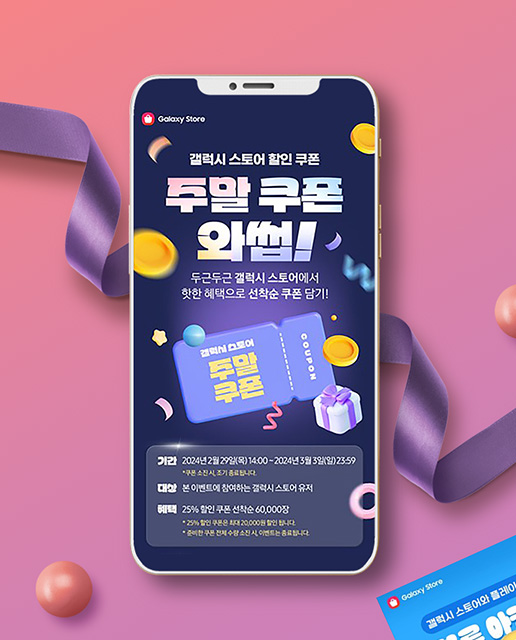 Galaxy Store
갤럭시 스토어 할인 쿠폰
주말 쿠폰
와썹!
두근두근 갤럭시 스토어에서
핫한 혜택으로 선착순 쿠폰 담기!
갤럭시 스토어
주말
쿠폰
COUPON
기간 2024년 2월 29일(목) 14:00 ~ 2024년 3월 3일(일) 23:59
*쿠폰 소진 시, 조기 종료됩니다.
대상 본 이벤트에 참여하는 갤럭시 스토어 유저
혜택 25% 할인 쿠폰 선착순 60,000장
* 25% 할인 쿠폰은 최대 20,000원 할인 됩니다.
* 준비한 쿠폰 전체 수량 소진 시, 이벤트는 종료됩니다.
Galaxy Store
갤럭시 스토어와 플레이